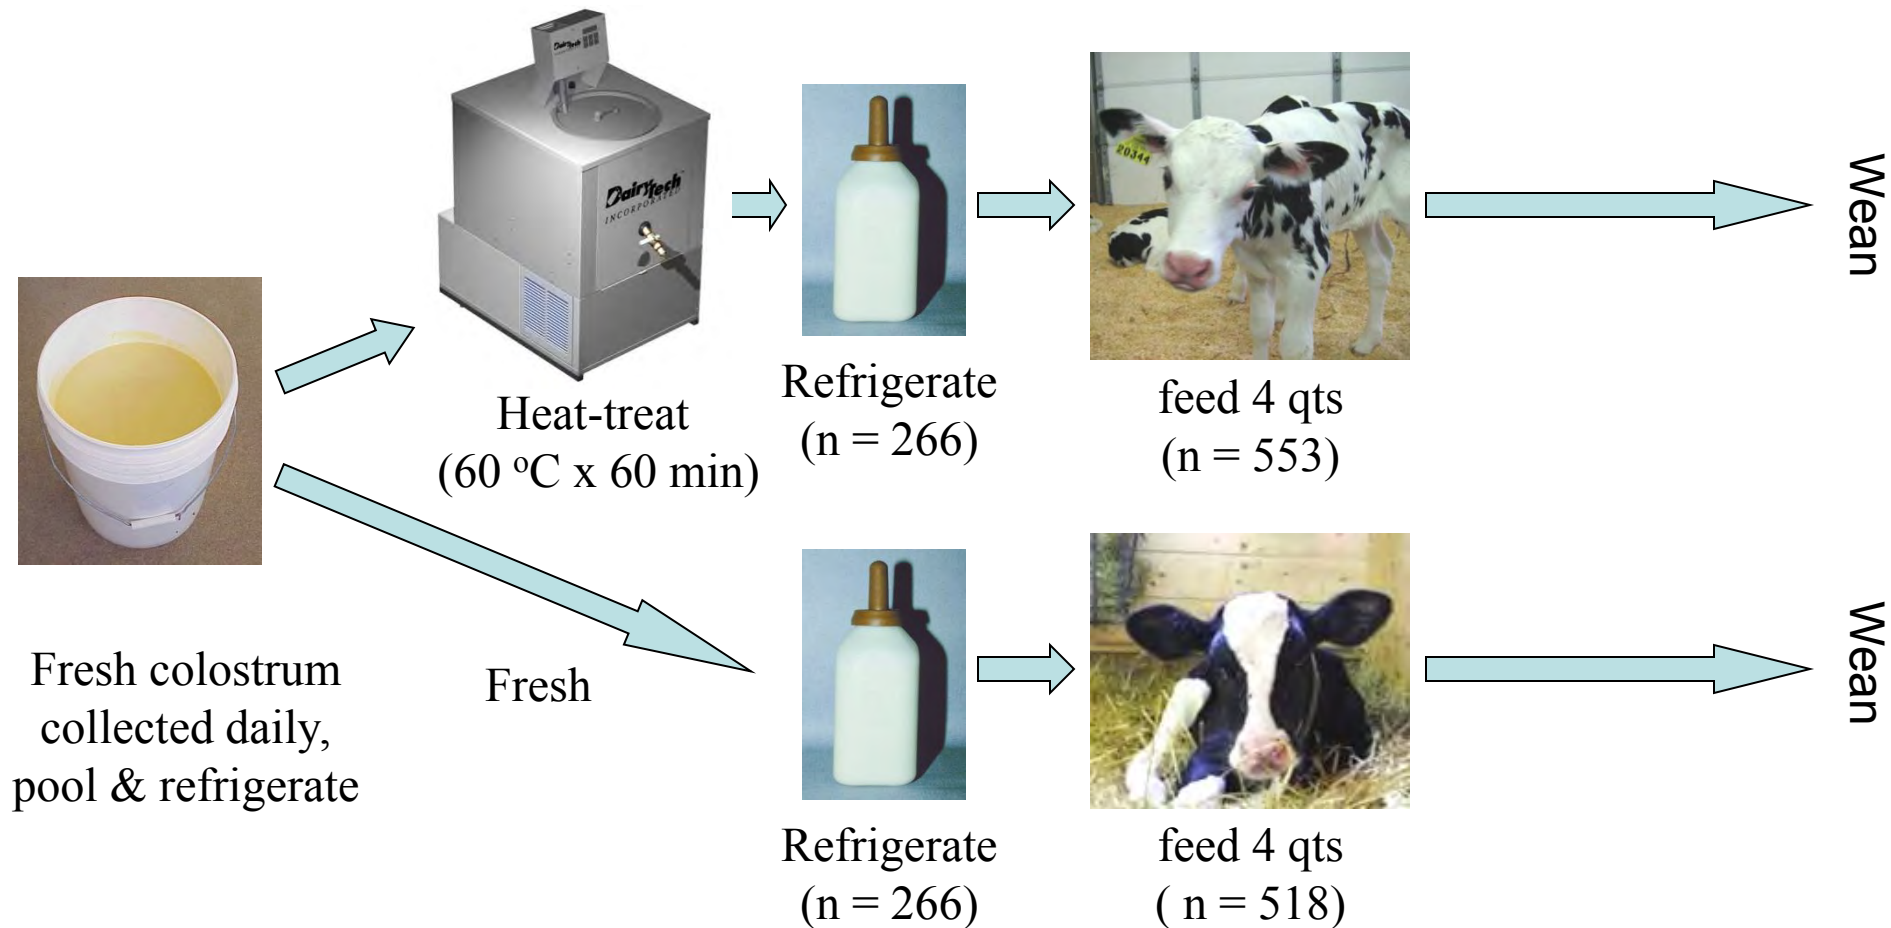 DairyTech
DairyTech
INCORPORATED
20344
Wean
Refrigerate
(n = 266)
feed 4 qts
(n = 553)
Heat-treat
(60 °C x 60 min)
Fresh colostrum
collected daily,
pool & refrigerate
Fresh
Wean
Refrigerate
(n = 266)
feed 4 qts
( n = 518)